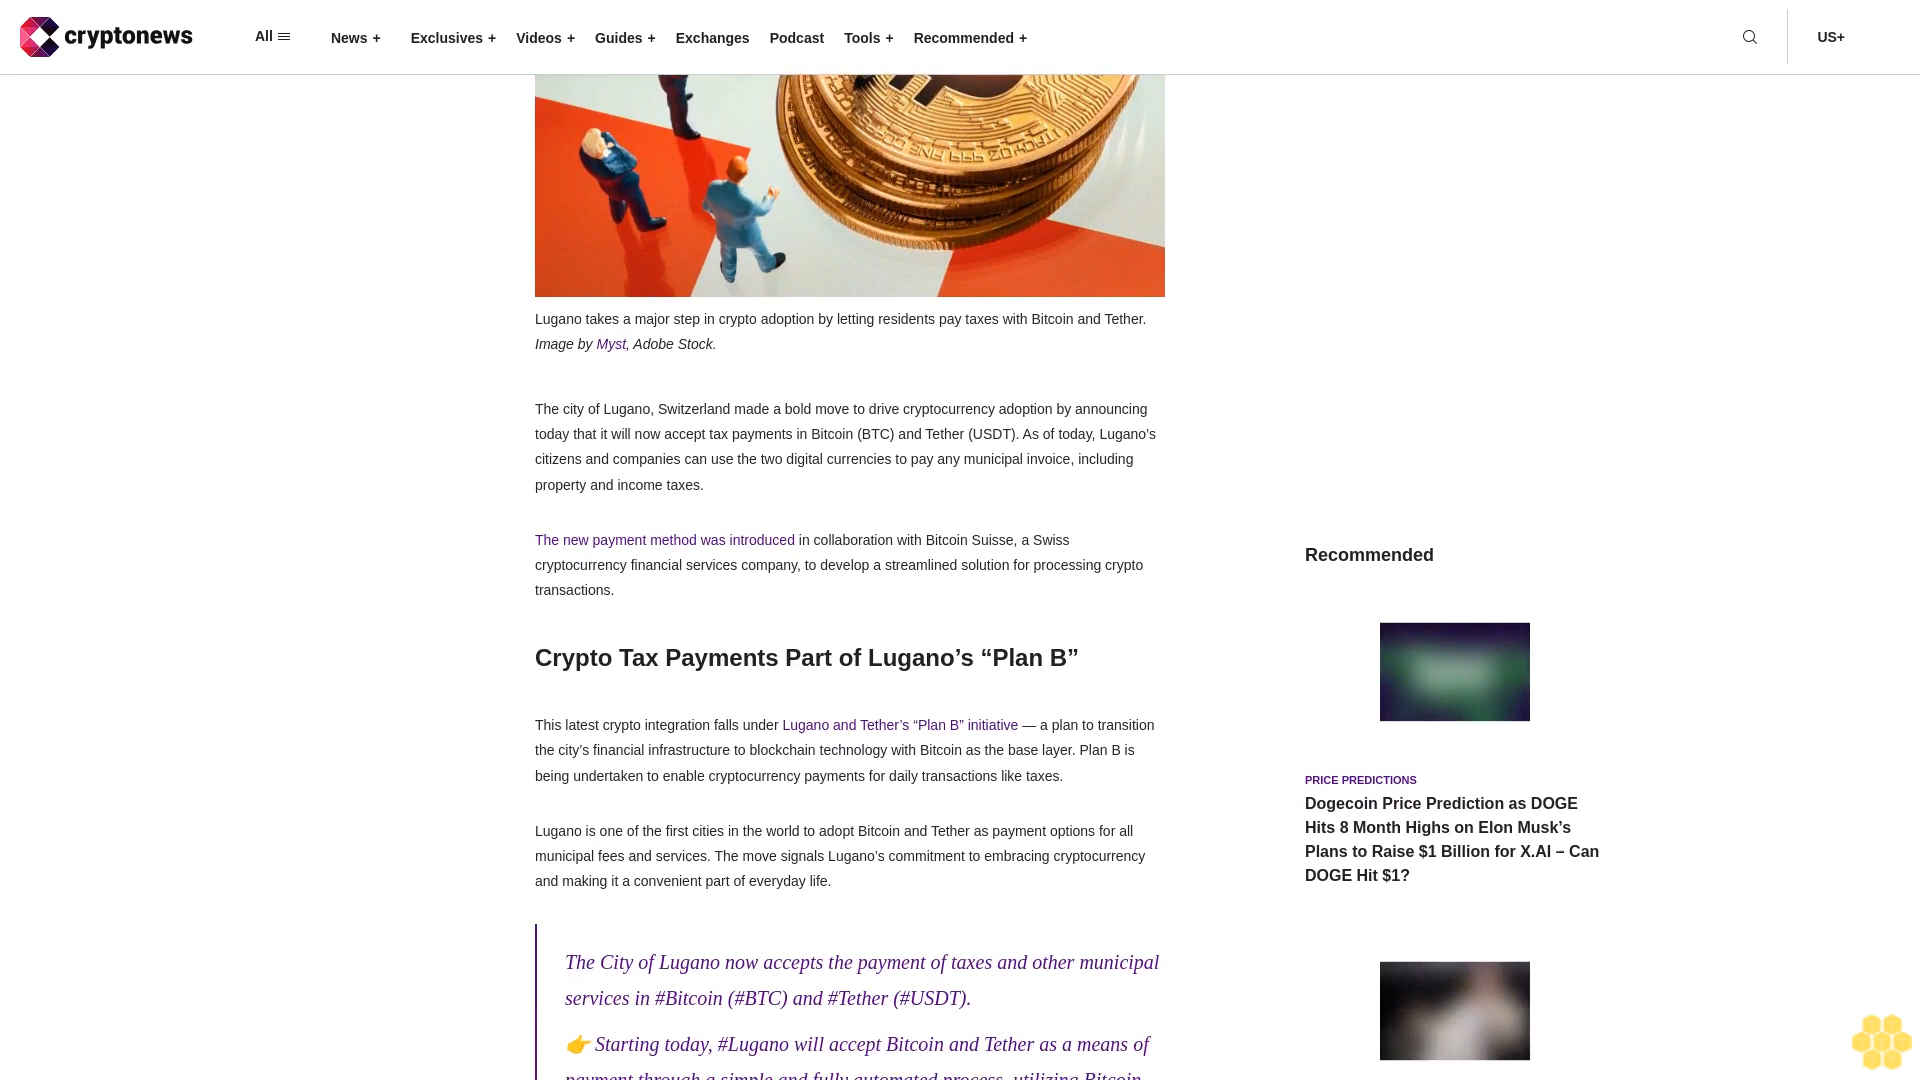 cryptonews
All
News +
Exclusives +
Videos +
Guides +
Exchanges
Podcast
Tools +
Recommended +
US+
Lugano takes a major step in crypto adoption by letting residents pay taxes with Bitcoin and Tether.
Image by Myst, Adobe Stock.
The city of Lugano, Switzerland made a bold move to drive cryptocurrency adoption by announcing
today that it will now accept tax payments in Bitcoin (BTC) and Tether (USDT). As of today, Lugano’s
citizens and companies can use the two digital currencies to pay any municipal invoice, including
property and income taxes.
The new payment method was introduced in collaboration with Bitcoin Suisse, a Swiss
cryptocurrency financial services company, to develop a streamlined solution for processing crypto
transactions.
Crypto Tax Payments Part of Lugano’s “Plan B”
This latest crypto integration falls under Lugano and Tether’s “Plan B” initiative — a plan to transition
the city’s financial infrastructure to blockchain technology with Bitcoin as the base layer. Plan B is
being undertaken to enable cryptocurrency payments for daily transactions like taxes.
Lugano is one of the first cities in the world to adopt Bitcoin and Tether as payment options for all
municipal fees and services. The move signals Lugano’s commitment to embracing cryptocurrency
and making it a convenient part of everyday life.
The City of Lugano now accepts the payment of taxes and other municipal
services in #Bitcoin (#BTC) and #Tether (#USDT).
👉 Starting today, #Lugano will accept Bitcoin and Tether as a means of
payment through a simple and fully automated process, utilizing Bitcoin
Recommended
PRICE PREDICTIONS
Dogecoin Price Prediction as DOGE
Hits 8 Month Highs on Elon Musk’s
Plans to Raise $1 Billion for X.AI – Can
DOGE Hit $1?